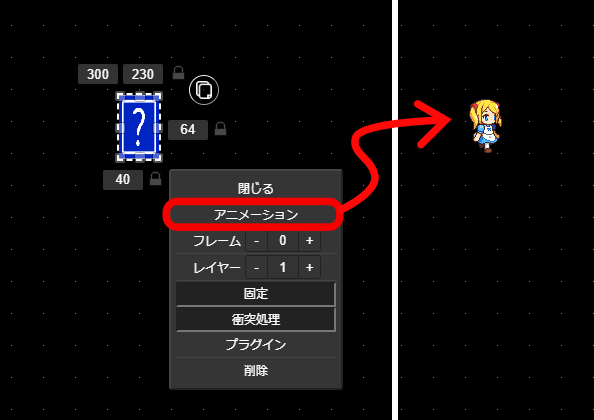 300 230
?
64
40
閉じる
アニメーション
フレーム - 0 +
レイヤー - 1 +
固定
衝突処理
プラグイン
削除